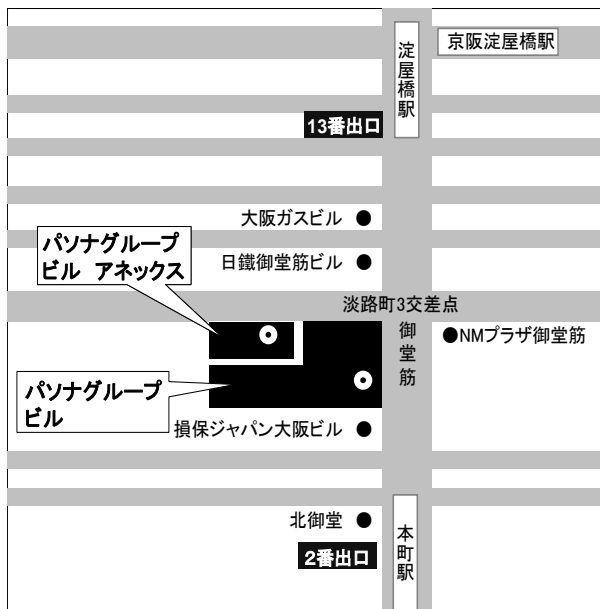 淀屋橋駅
京阪淀屋橋駅
13番出口
大阪ガスビル
パソナグループ
ビル アネックス
日鐵御堂筋ビル
淡路町3交差点
御堂筋
NMプラザ御堂筋
パソナグループ
ビル
損保ジャパン大阪ビル
北御堂
本町駅
2番出口